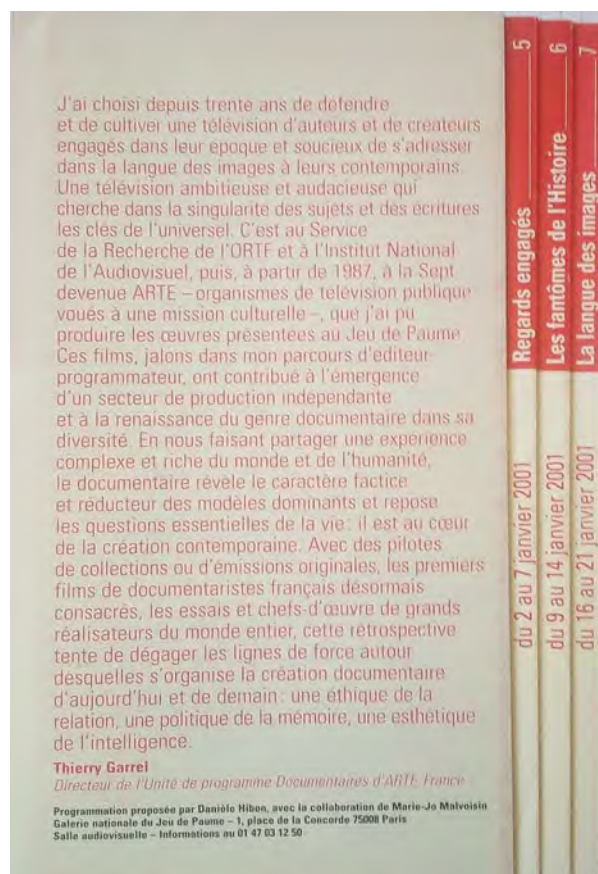 J'ai choisi depuis trente ans de défendre
et de cultiver une télévision d'auteurs et de créateurs
engagés dans leur époque et soucieux de s'adresser
dans la langue des images à leurs contemporains.
Une télévision ambitieuse et audacieuse qui
cherche dans la singularité des sujets et des écritures
les clés de l'universel. C'est au Service
de la Recherche de l'ORTF et à l'Institut National
de l'Audiovisuel, puis, à partir de 1987, à la Sept
devenue ARTE – organismes de télévision publique
voués à une mission culturelle –, que j'ai pu
produire les œuvres présentées au Jeu de Paume.
Ces films, jalons dans mon parcours d'éditeur-
programmateur, ont contribué à l'émergence
d'un secteur de production indépendante
et à la renaissance du genre documentaire dans sa
diversité. En nous faisant partager une expérience
complexe et riche du monde et de l'humanité,
le documentaire révèle le caractère factice
et réducteur des modèles dominants et repose
les questions essentielles de la vie : il est au cœur
de la création contemporaine. Avec des pilotes
de collections ou d'émissions originales, les premiers
films de documentaristes français désormais
consacrés, les essais et chefs-d'œuvre de grands
réalisateurs du monde entier, cette rétrospective
tente de dégager les lignes de force autour
desquelles s'organise la création documentaire
d'aujourd'hui et de demain : une éthique de la
relation, une politique de la mémoire, une esthétique
de l'intelligence.
Thierry Garrel
Directeur de l'Unité de programme Documentaires d'ARTE France
Programmation proposée par Danièle Hibon, avec la collaboration de Marie-Jo Malvoisin
Galerie nationale du Jeu de Paume – 1, place de la Concorde 75008 Paris
Salle audiovisuelle – Informations au 01 47 03 12 50
du 2 au 7 janvier 2001 Regards engagés 5
du 9 au 14 janvier 2001 Les fantômes de l'Histoire 6
du 16 au 21 janvier 2001 La langue des images 7